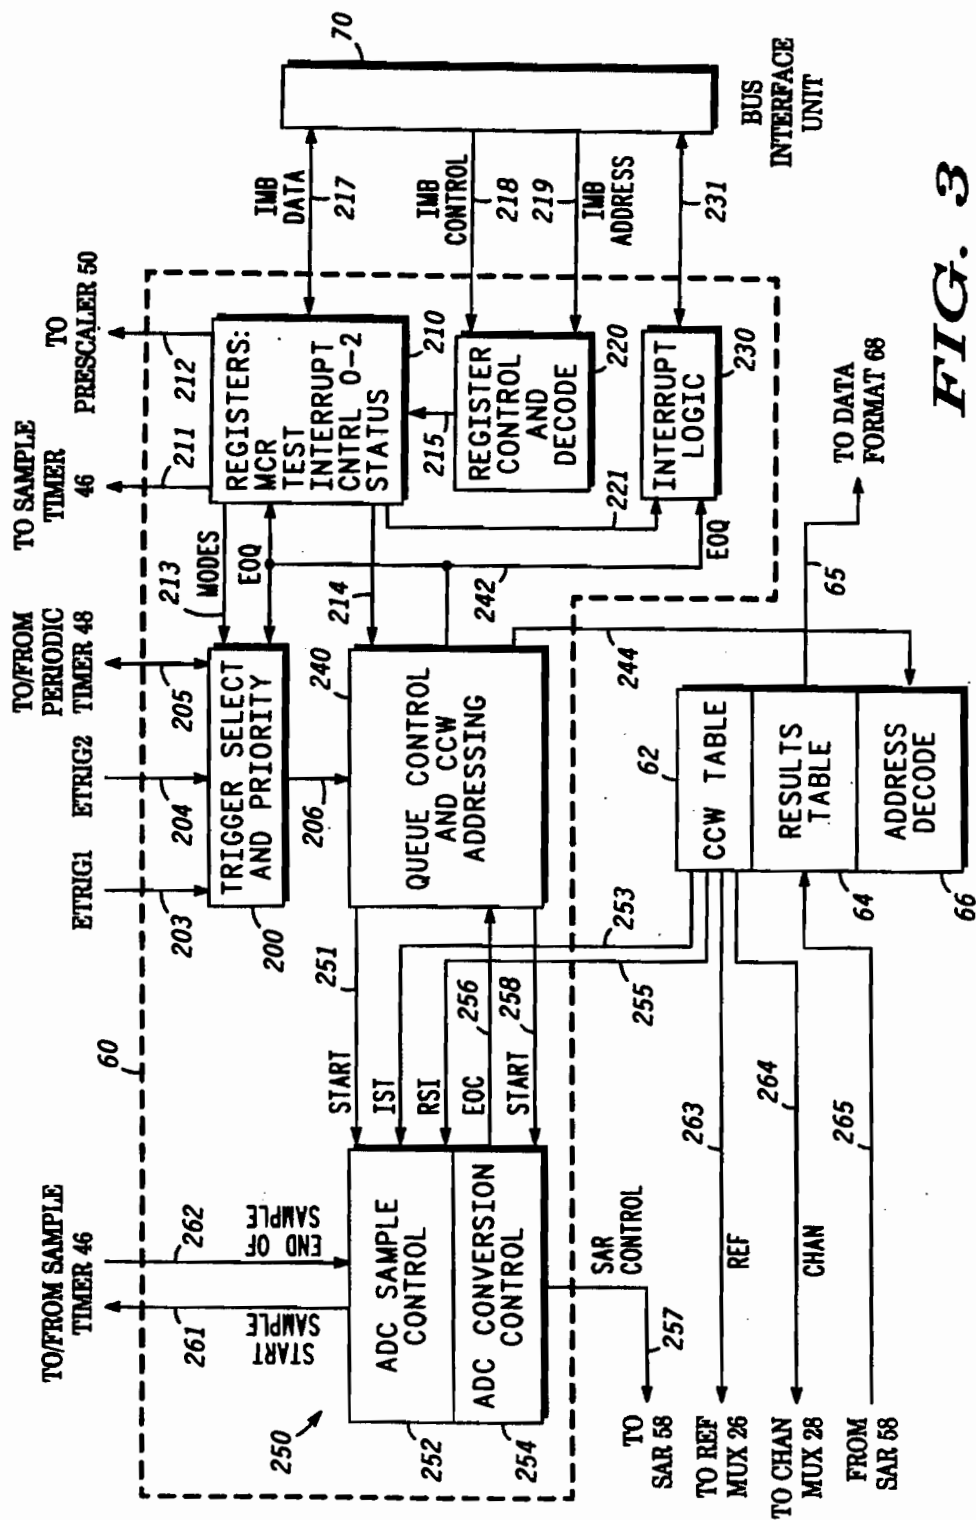 TO/FROM SAMPLE
TIMER 46
ETRIG1
ETRIG2
TO/FROM
PERIODIC
TIMER 48
TO SAMPLE
TIMER
46
TO
PRESCALER 50
60
261
START
SAMPLE
262
END OF
SAMPLE
203
204
205
213
MODES
211
212
IMB
DATA
217
70
250
200
TRIGGER SELECT
AND PRIORITY
EOQ
REGISTERS:
MCR
TEST
INTERRUPT
CNTRL 0-2
STATUS
210
206
214
215
START
251
240
IMB
CONTROL
218
252
ADC SAMPLE
CONTROL
IST
QUEUE CONTROL
AND CCW
ADDRESSING
REGISTER
CONTROL
AND
DECODE
220
219
IMB
ADDRESS
254
ADC CONVERSION
CONTROL
RSI
EOC
256
START
258
242
221
INTERRUPT
LOGIC
230
231
EOQ
BUS
INTERFACE
UNIT
SAR
CONTROL
257
253
255
244
TO
SAR 58
62
CCW TABLE
RESULTS
TABLE
ADDRESS
DECODE
64
66
65
TO DATA
FORMAT 68
263
REF
TO REF
MUX 26
264
CHAN
TO CHAN
MUX 28
265
FROM
SAR 58
FIG. 3